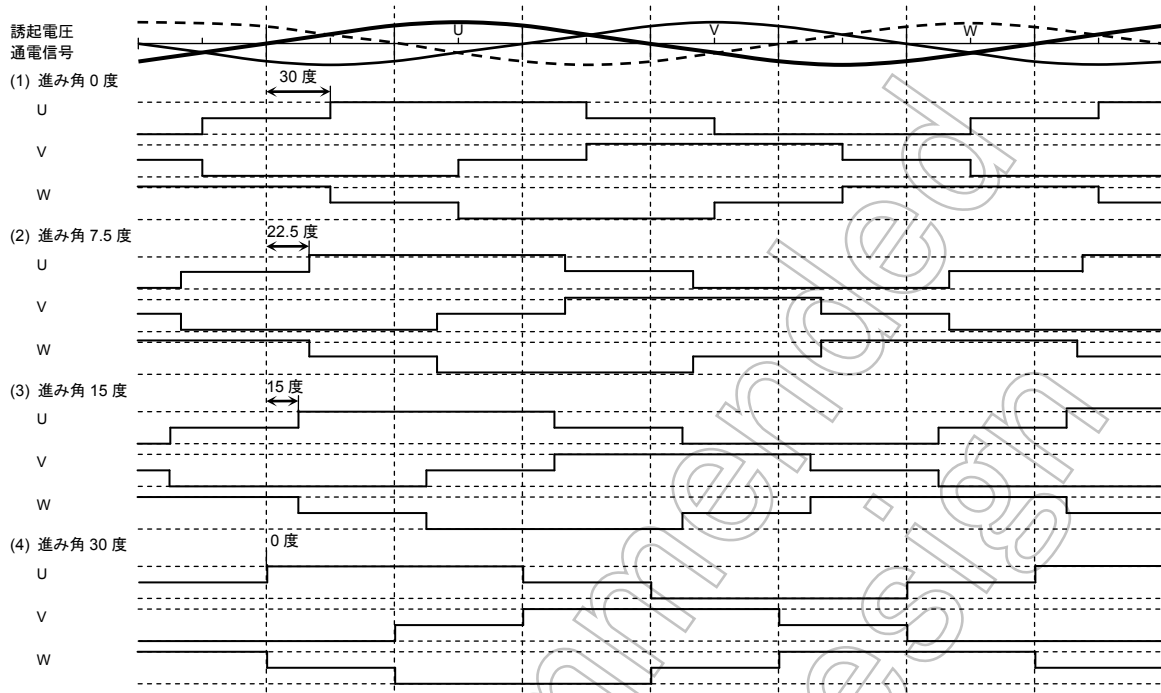 誘起電圧
通電信号
U V W
(1) 進み角 0 度
30 度
U
V
W
(2) 進み角 7.5 度
22.5 度
U
V
W
(3) 進み角 15 度
15 度
U
V
W
(4) 進み角 30 度
0 度
U
V
W
mmended
esign